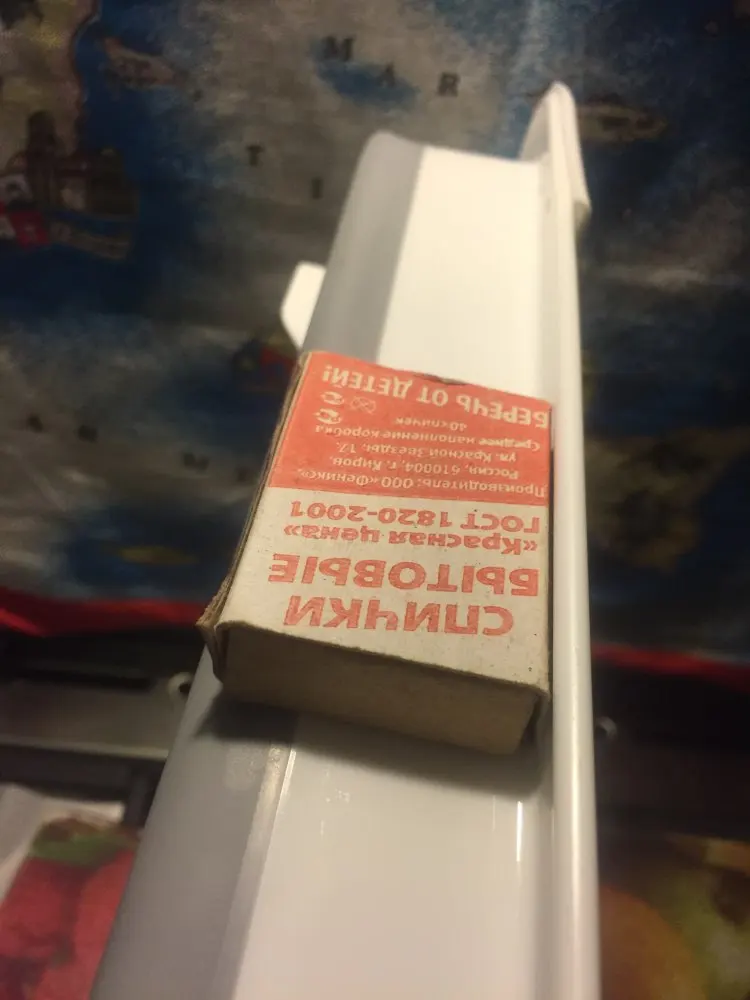 СПИЧКИ
БЫТОВЫЕ
«Красная цена»
ГОСТ 1820-2001
Производитель: ООО «Феникс»,
Россия, 610004, г. Киров,
ул. Красной Звезды, 17.
Среднее наполнение коробка
40 спичек
БЕРЕЧЬ ОТ ДЕТЕЙ!
M A R
T I